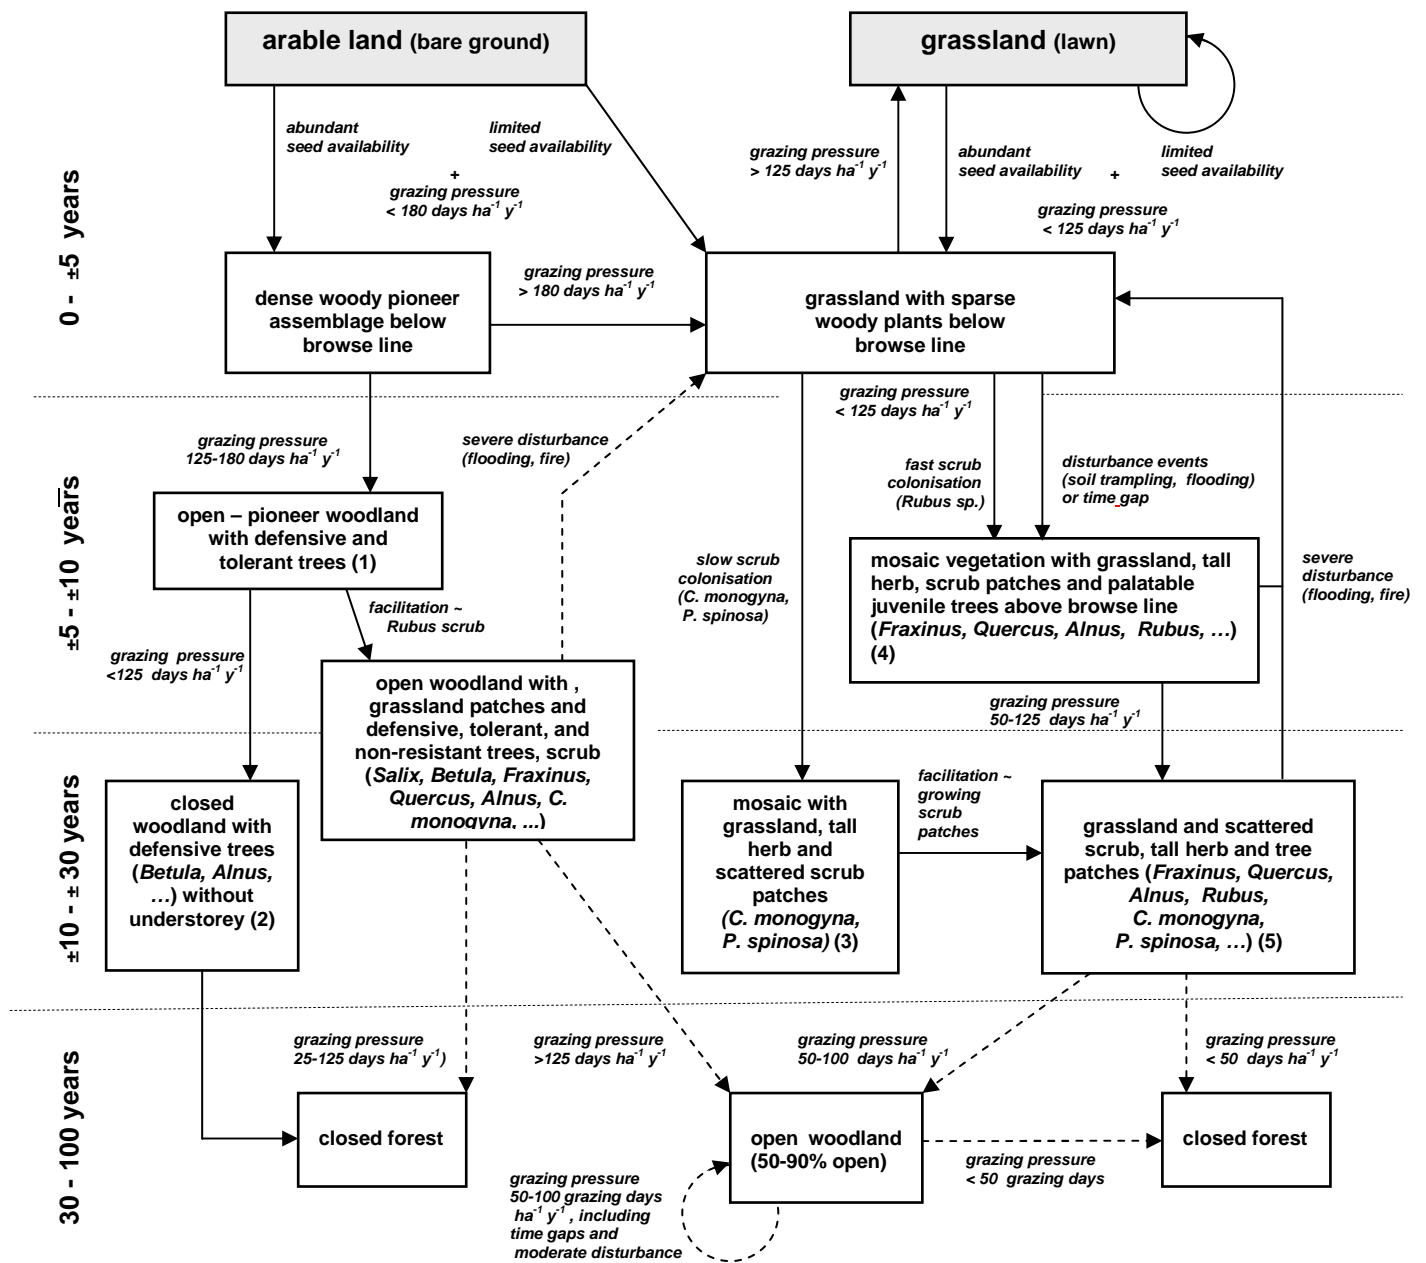 arable land (bare ground)
grassland (lawn)
abundant
seed availability
limited
seed availability
+
grazing pressure
< 180 days ha-1 y-1
grazing pressure
> 125 days ha-1 y-1
abundant
seed availability
+
limited
seed availability
grazing pressure
< 125 days ha-1 y-1
0 - ±5 years
dense woody pioneer
assemblage below
browse line
grazing pressure
> 180 days ha-1 y-1
grassland with sparse
woody plants below
browse line
grazing pressure
125-180 days ha-1 y-1
severe disturbance
(flooding, fire)
grazing pressure
< 125 days ha-1 y-1
fast scrub
colonisation
(Rubus sp.)
disturbance events
(soil trampling, flooding)
or time gap
±5 - ±10 years
open – pioneer woodland
with defensive and
tolerant trees (1)
slow scrub
colonisation
(C. monogyna,
P. spinosa)
mosaic vegetation with grassland, tall
herb, scrub patches and palatable
juvenile trees above browse line
(Fraxinus, Quercus, Alnus, Rubus, …)
(4)
severe
disturbance
(flooding, fire)
facilitation ~
Rubus scrub
grazing pressure
<125 days ha-1 y-1
open woodland with ,
grassland patches and
defensive, tolerant, and
non-resistant trees, scrub
(Salix, Betula, Fraxinus,
Quercus, Alnus, C.
monogyna, ...)
grazing pressure
50-125 days ha-1 y-1
±10 - ± 30 years
closed
woodland with
defensive trees
(Betula, Alnus,
…) without
understorey (2)
mosaic with
grassland, tall
herb and
scattered scrub
patches
(C. monogyna,
P. spinosa) (3)
facilitation ~
growing
scrub
patches
grassland and scattered
scrub, tall herb and tree
patches (Fraxinus, Quercus,
Alnus, Rubus,
C. monogyna,
P. spinosa, …) (5)
30 - 100 years
grazing pressure
25-125 days ha-1 y-1)
grazing pressure
>125 days ha-1 y-1
grazing pressure
50-100 days ha-1 y-1
grazing pressure
< 50 days ha-1 y-1
closed forest
open woodland
(50-90% open)
grazing pressure
< 50 grazing days
closed forest
grazing pressure
50-100 grazing days
ha-1 y-1 , including
time gaps and
moderate disturbance